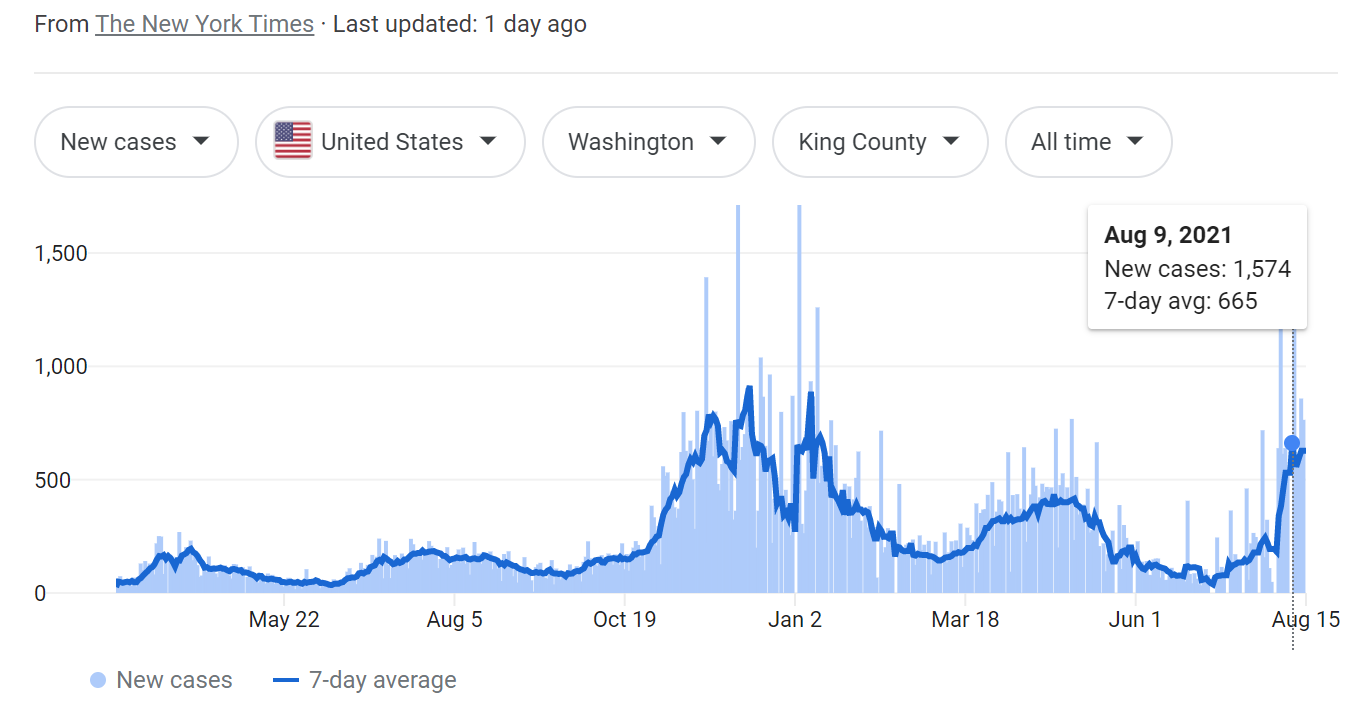 From The New York Times · Last updated: 1 day ago
New cases United States Washington King County All time
Aug 9, 2021
New cases: 1,574
7-day avg: 665
1,500
1,000
500
0
May 22 Aug 5 Oct 19 Jan 2 Mar 18 Jun 1 Aug 15
New cases 7-day average